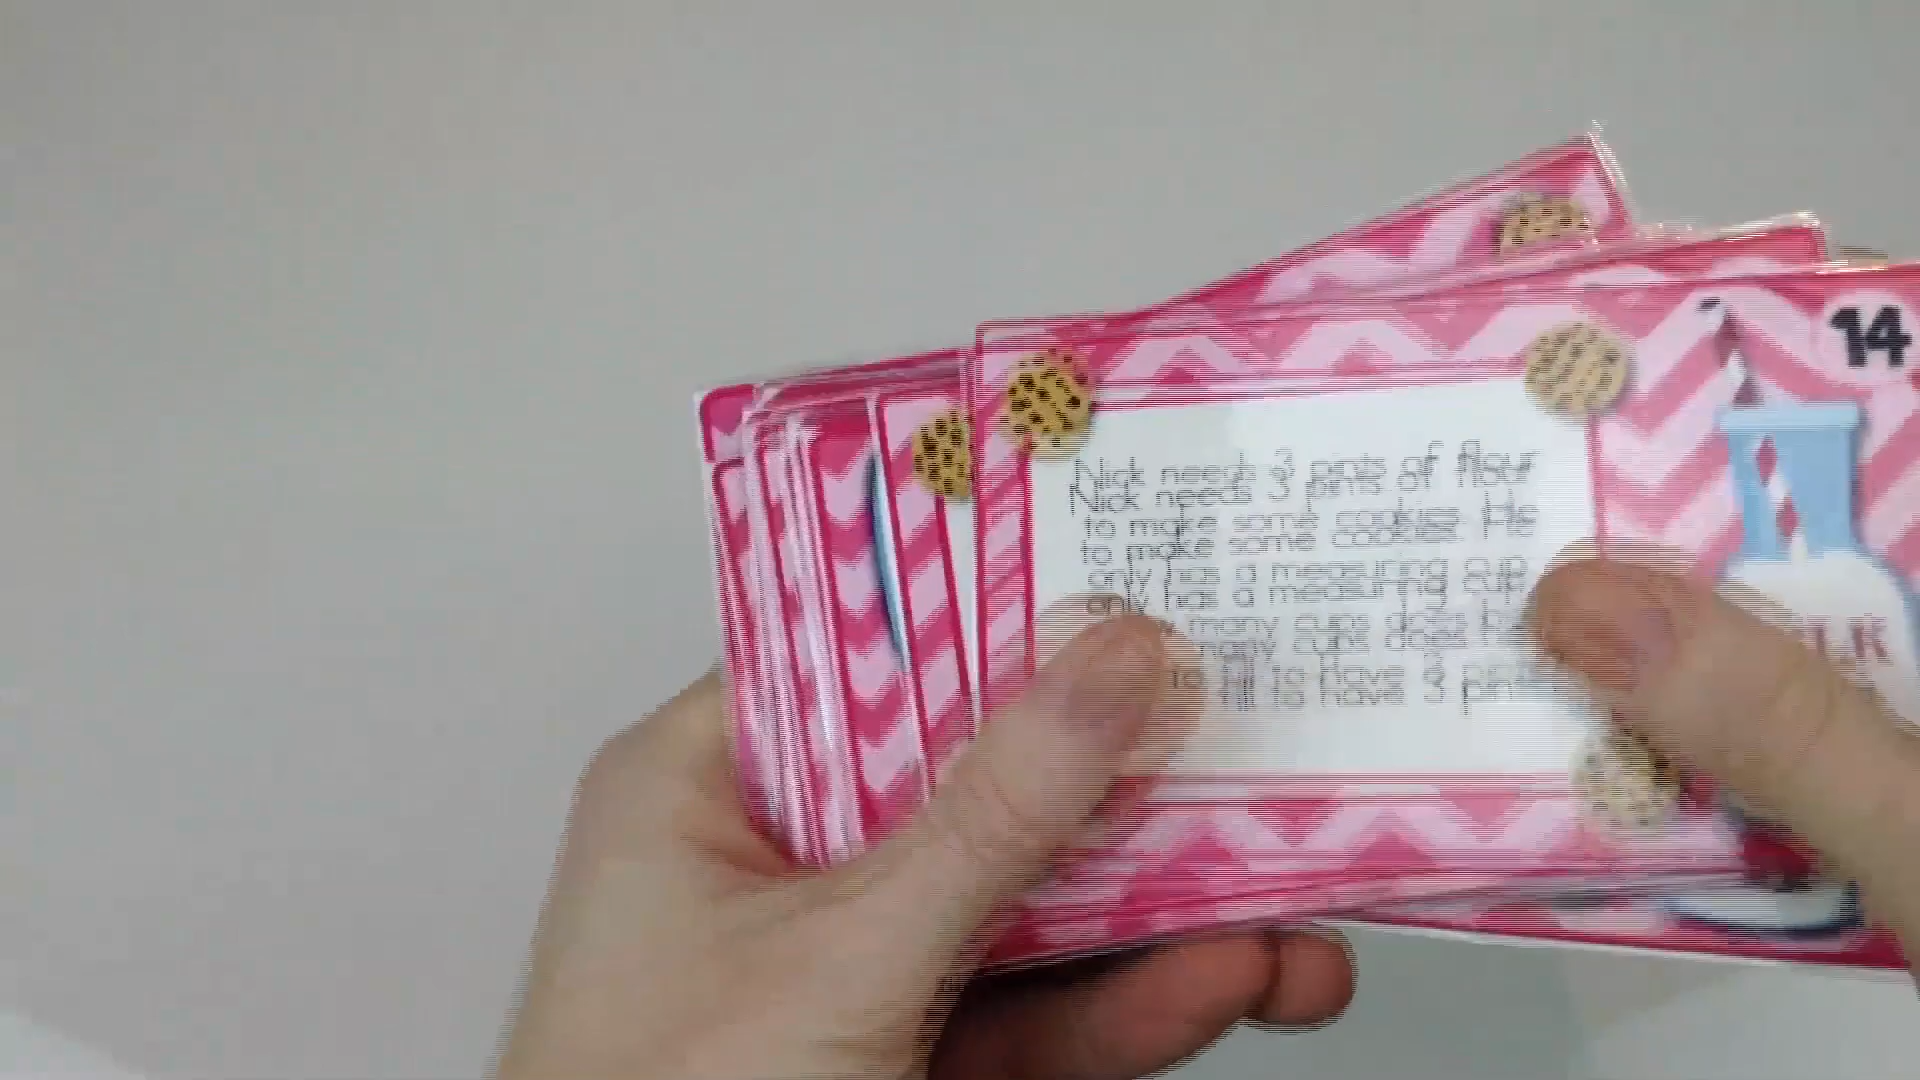 14
Nick needs 3 pints of flour
to make some cookies. He
only has a measuring cup.
many cups does he
to fill to have 3 pints